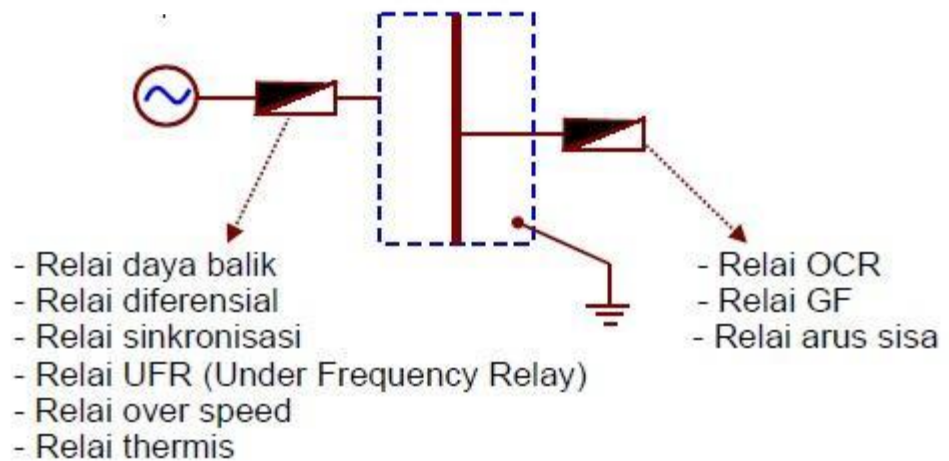 - Relai daya balik
- Relai diferensial
- Relai sinkronisasi
- Relai UFR (Under Frequency Relay)
- Relai over speed
- Relai thermis
- Relai OCR
- Relai GF
- Relai arus sisa